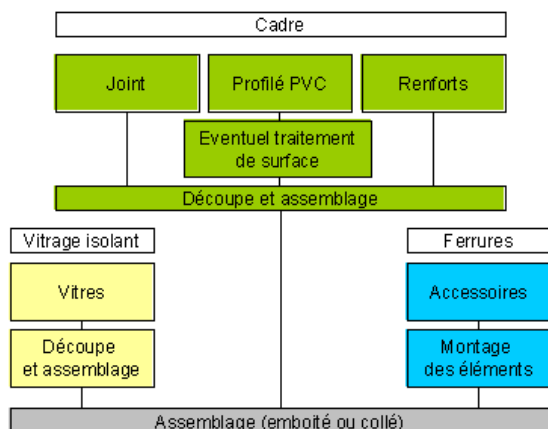 Cadre
Joint
Profilé PVC
Renforts
Eventuel traitement
de surface
Découpe et assemblage
Vitrage isolant
Ferrures
Vitres
Accessoires
Découpe
et assemblage
Montage
des éléments
Assemblage (emboité ou collé)